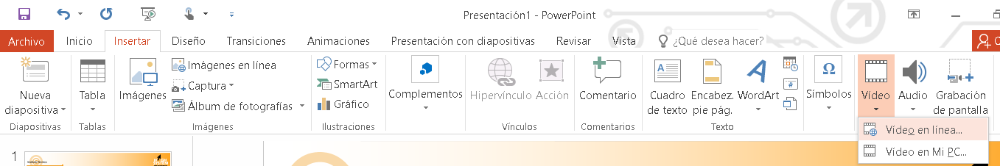 Presentación1 - PowerPoint
Archivo Inicio Insertar Diseño Transiciones Animaciones Presentación con diapositivas Revisar Vista ¿Qué desea hacer?
Nueva diapositiva
Diapositivas
Tabla
Tablas
Imágenes
Imágenes en línea
Captura
Álbum de fotografías
Imágenes
Formas
SmartArt
Gráfico
Ilustraciones
Complementos
Hipervínculo
Acción
Vínculos
Comentario
Comentarios
Cuadro de texto
Encabez. pie pág.
WordArt
Texto
Símbolos
Vídeo
Audio
Grabación de pantalla
Vídeo en línea...
Vídeo en Mi PC...
1